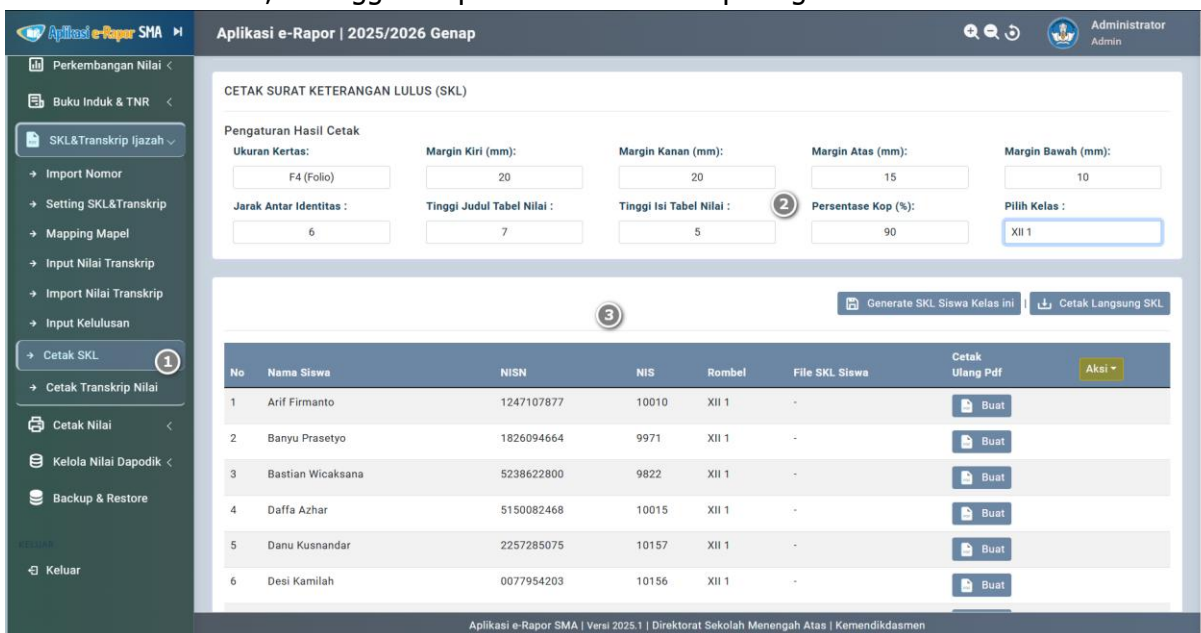 Aplikasi e-Rapor SMA
Aplikasi e-Rapor | 2025/2026 Genap
Administrator
Admin
Perkembangan Nilai <
Buku Induk & TNR <
SKL&Transkrip Ijazah
Import Nomor
Setting SKL&Transkrip
Mapping Mapel
Input Nilai Transkrip
Import Nilai Transkrip
Input Kelulusan
Cetak SKL
1
Cetak Transkrip Nilai
Cetak Nilai <
Kelola Nilai Dapodik <
Backup & Restore
KELUAR
Keluar
CETAK SURAT KETERANGAN LULUS (SKL)
Pengaturan Hasil Cetak
Ukuran Kertas: Margin Kiri (mm): Margin Kanan (mm): Margin Atas (mm): Margin Bawah (mm):
F4 (Folio) 20 20 15 10
Jarak Antar Identitas : Tinggi Judul Tabel Nilai : Tinggi Isi Tabel Nilai : 2 Persentase Kop (%): Pilih Kelas :
6 7 5 90 XII 1
3
Generate SKL Siswa Kelas ini | Cetak Langsung SKL
No Nama Siswa NISN NIS Rombel File SKL Siswa Cetak Ulang Pdf Aksi
1 Arif Firmanto 1247107877 10010 XII 1 - Buat
2 Banyu Prasetyo 1826094664 9971 XII 1 - Buat
3 Bastian Wicaksana 5238622800 9822 XII 1 - Buat
4 Daffa Azhar 5150082468 10015 XII 1 - Buat
5 Danu Kusnandar 2257285075 10157 XII 1 - Buat
6 Desi Kamilah 0077954203 10156 XII 1 - Buat
Aplikasi e-Rapor SMA | Versi 2025.1 | Direktorat Sekolah Menengah Atas | Kemendikdasmen